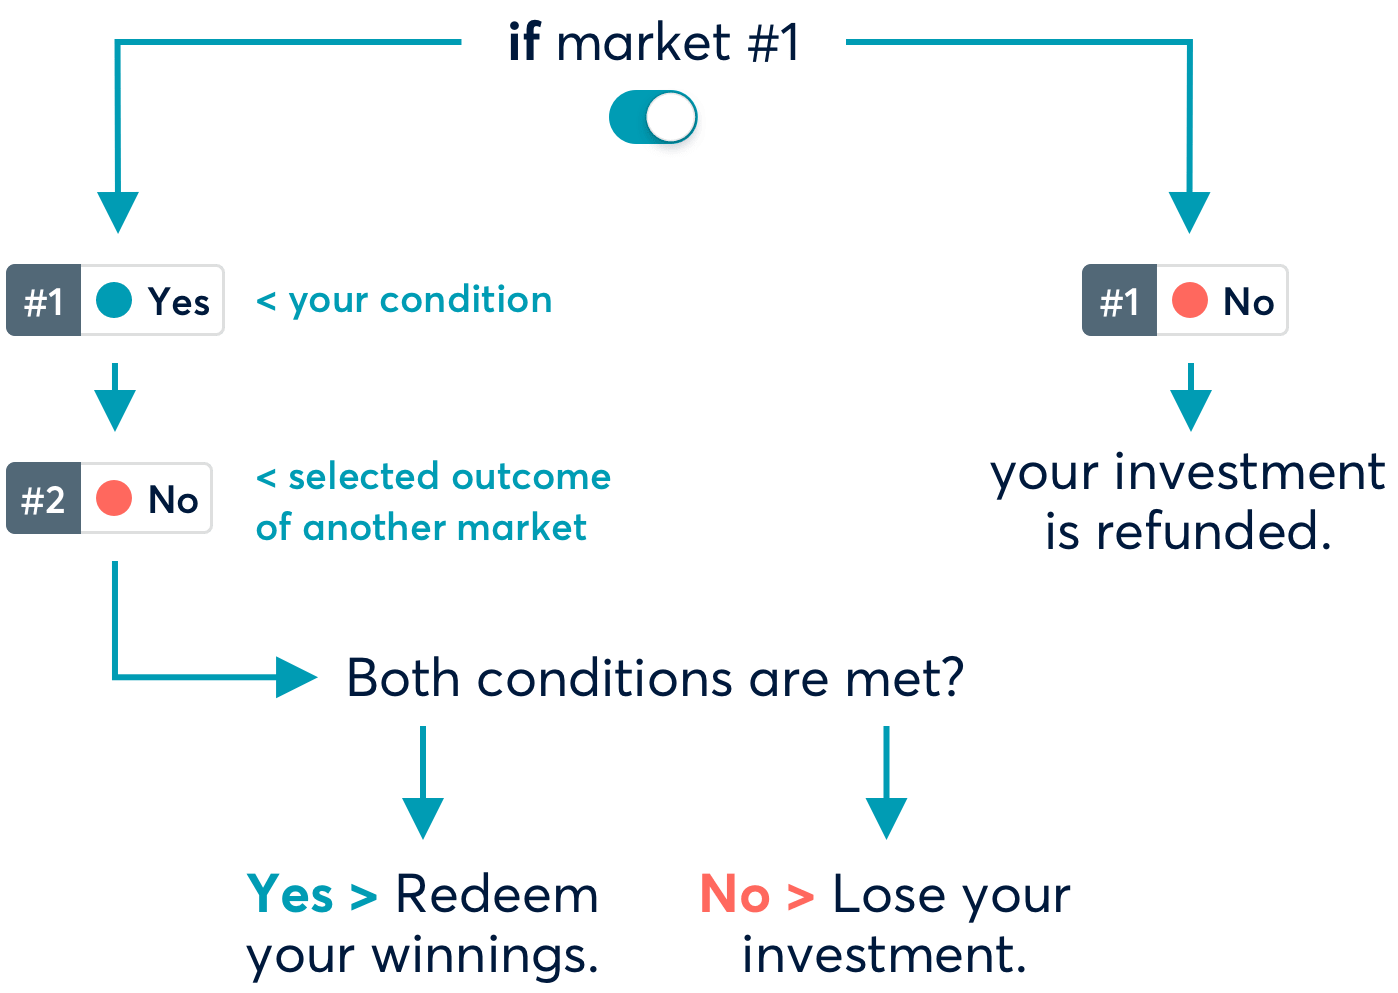 if market #1
#1 Yes < your condition
#1 No
#2 No < selected outcome
of another market
your investment
is refunded.
Both conditions are met?
Yes > Redeem
your winnings.
No > Lose your
investment.